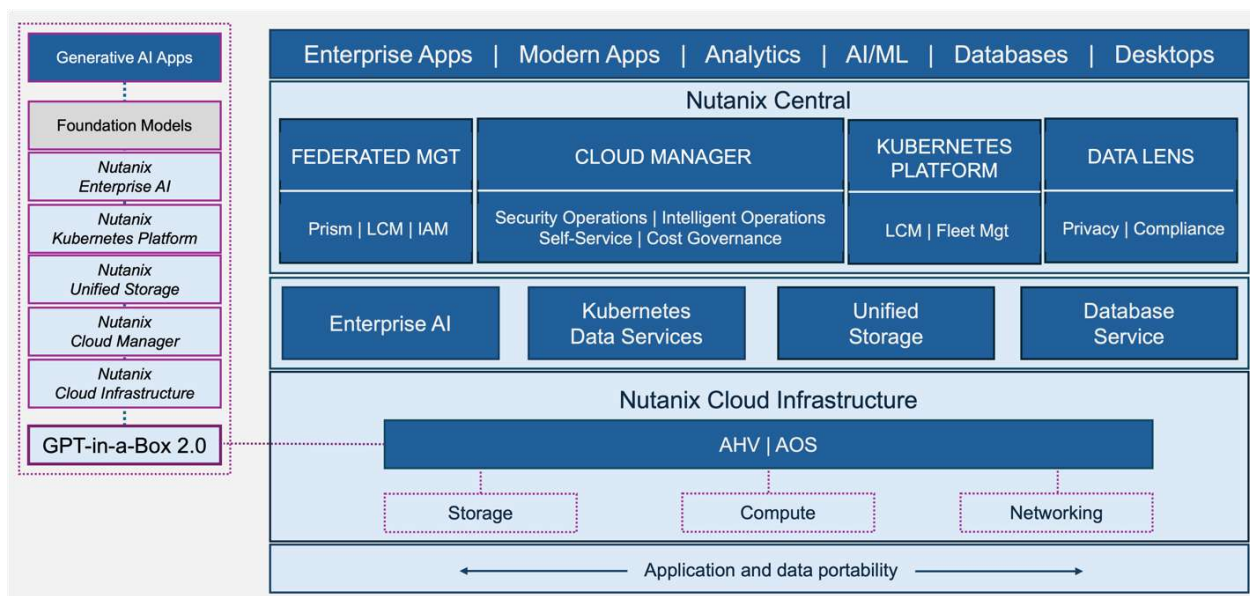 Generative AI Apps
Foundation Models
Nutanix
Enterprise AI
Nutanix
Kubernetes Platform
Nutanix
Unified Storage
Nutanix
Cloud Manager
Nutanix
Cloud Infrastructure
GPT-in-a-Box 2.0
Enterprise Apps | Modern Apps | Analytics | AI/ML | Databases | Desktops
Nutanix Central
FEDERATED MGT
Prism | LCM | IAM
CLOUD MANAGER
Security Operations | Intelligent Operations
Self-Service | Cost Governance
KUBERNETES
PLATFORM
LCM | Fleet Mgt
DATA LENS
Privacy | Compliance
Enterprise AI
Kubernetes
Data Services
Unified
Storage
Database
Service
Nutanix Cloud Infrastructure
AHV | AOS
Storage
Compute
Networking
Application and data portability